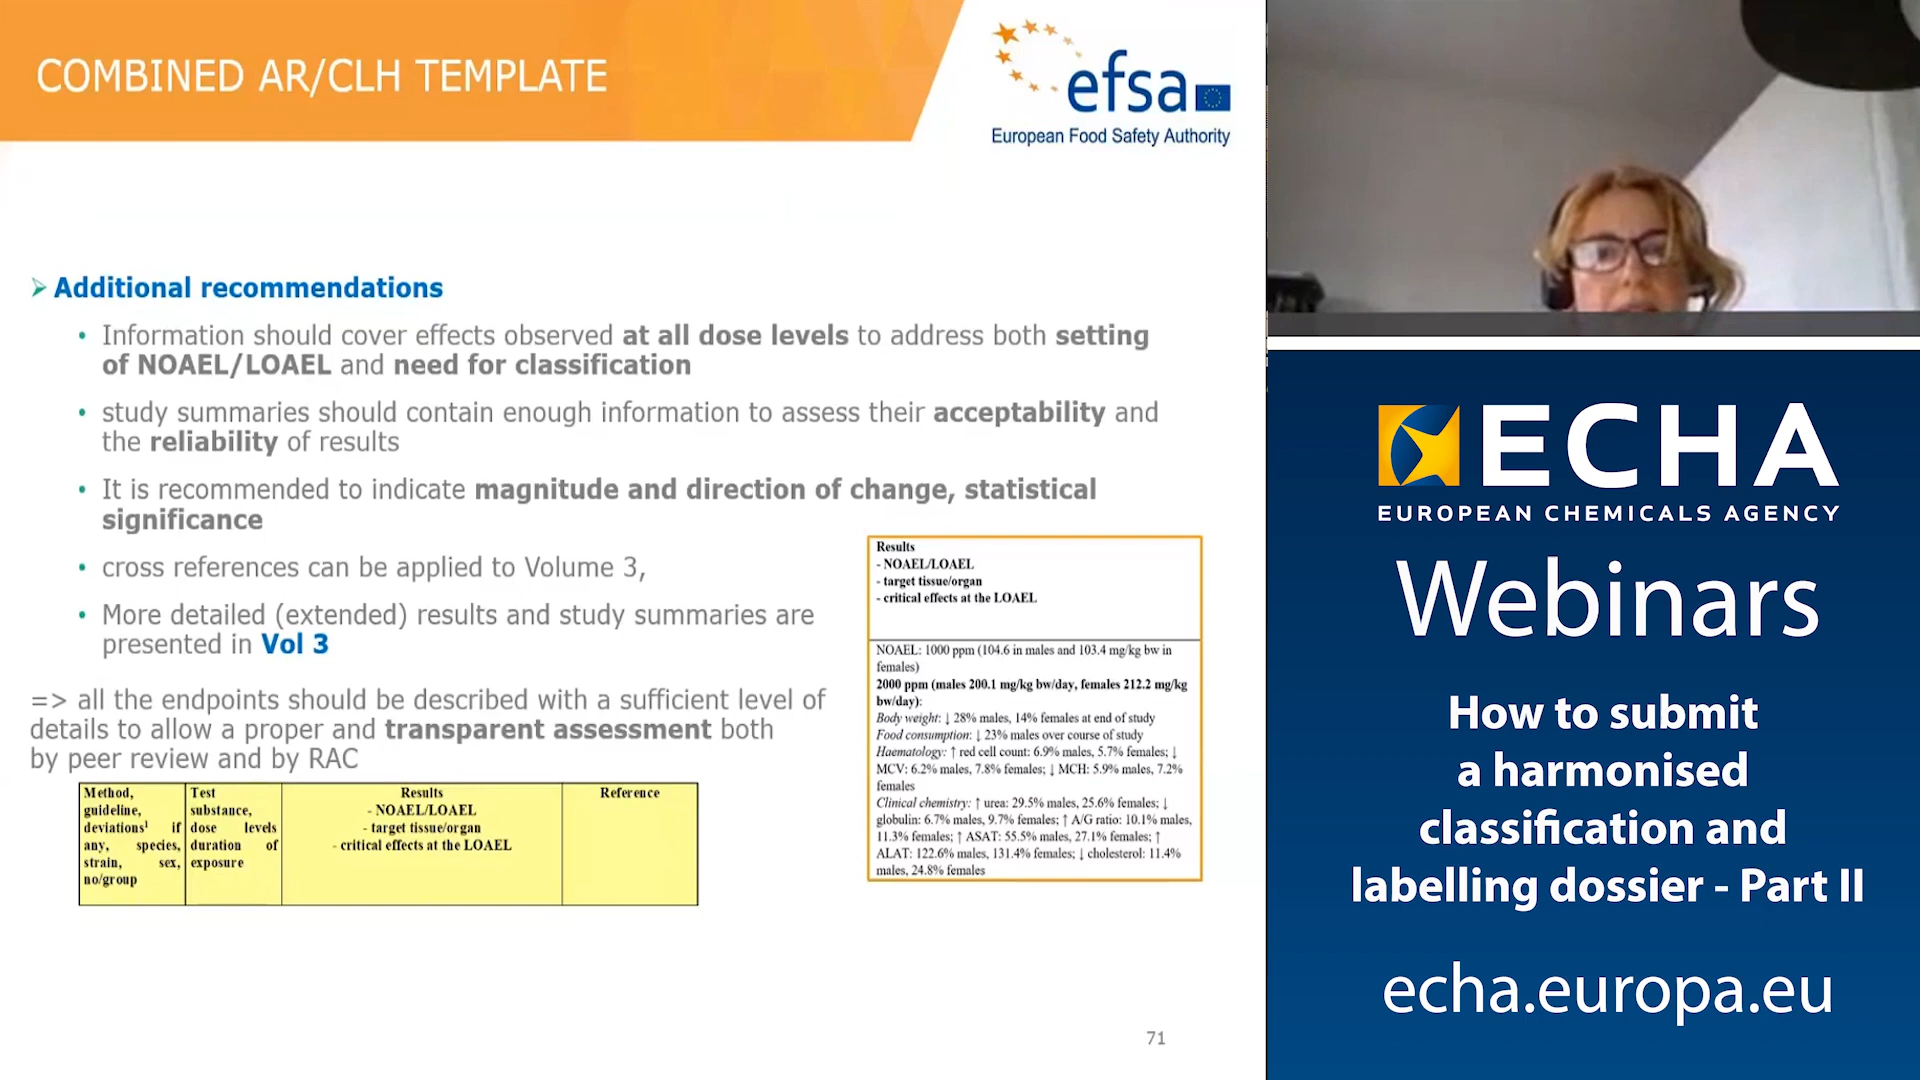 COMBINED AR/CLH TEMPLATE
efsa
European Food Safety Authority
Additional recommendations
• Information should cover effects observed at all dose levels to address both setting
of NOAEL/LOAEL and need for classification
• study summaries should contain enough information to assess their acceptability and
the reliability of results
• It is recommended to indicate magnitude and direction of change, statistical
significance
• cross references can be applied to Volume 3,
• More detailed (extended) results and study summaries are
presented in Vol 3
=> all the endpoints should be described with a sufficient level of
details to allow a proper and transparent assessment both
by peer review and by RAC
Method,
guideline,
deviations¹ if
any, species,
strain, sex,
no/group
Test
substance,
dose levels
duration of
exposure
Results
- NOAEL/LOAEL
- target tissue/organ
- critical effects at the LOAEL
Reference
Results
- NOAEL/LOAEL
- target tissue/organ
- critical effects at the LOAEL
NOAEL: 1000 ppm (104.6 in males and 103.4 mg/kg bw in
females)
2000 ppm (males 200.1 mg/kg bw/day, females 212.2 mg/kg
bw/day):
Body weight: ↓ 28% males, 14% females at end of study
Food consumption: ↓ 23% males over course of study
Haematology: ↑ red cell count: 6.9% males, 5.7% females; ↓
MCV: 6.2% males, 7.8% females; ↓ MCH: 5.9% males, 7.2%
females
Clinical chemistry: ↑ urea: 29.5% males, 25.6% females; ↓
globulin: 6.7% males, 9.7% females; ↑ A/G ratio: 10.1% males,
11.3% females; ↑ ASAT: 55.5% males, 27.1% females; ↑
ALAT: 122.6% males, 131.4% females; ↓ cholesterol: 11.4%
males, 24.8% females
71
ECHA
EUROPEAN CHEMICALS AGENCY
Webinars
How to submit
a harmonised
classification and
labelling dossier - Part II
echa.europa.eu